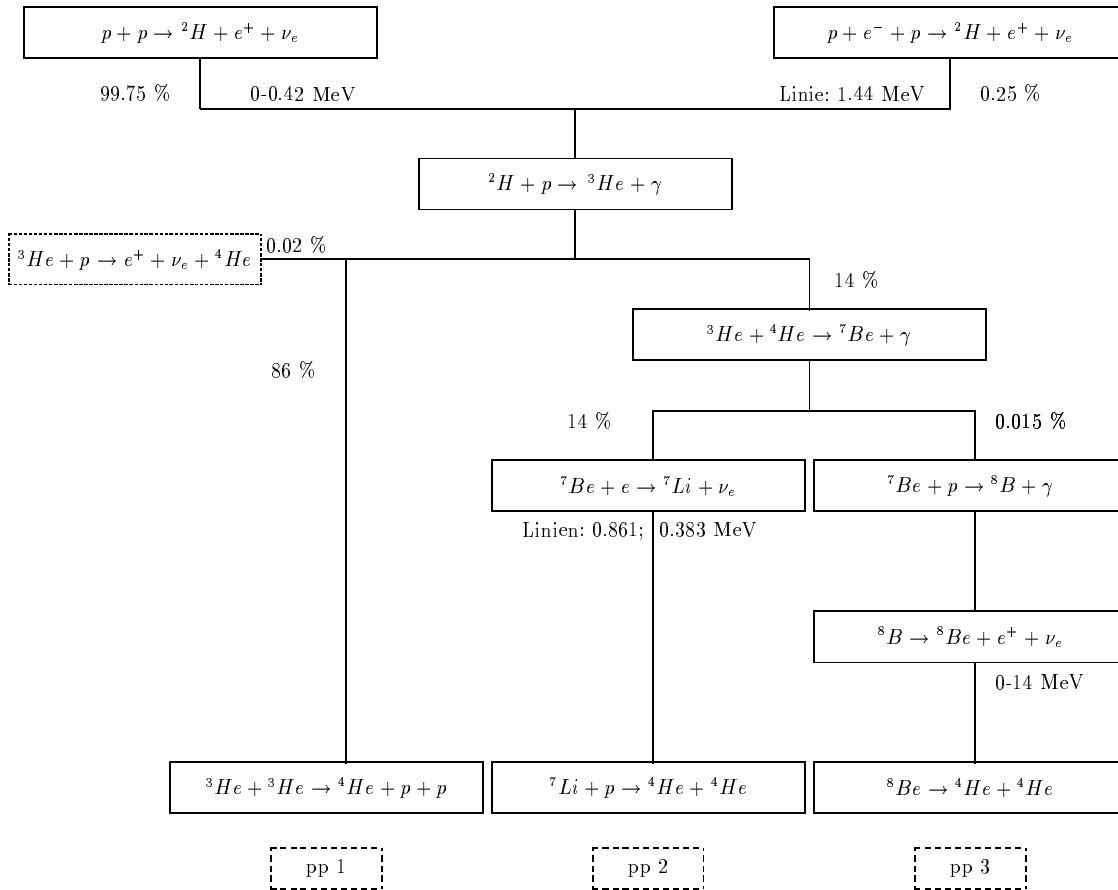 p + p → ²H + e⁺ + νₑ
p + e⁻ + p → ²H + e⁺ + νₑ
99.75 %
0-0.42 MeV
Linie: 1.44 MeV
0.25 %
²H + p → ³He + γ
³He + p → e⁺ + νₑ + ⁴He
0.02 %
14 %
³He + ⁴He → ⁷Be + γ
86 %
14 %
0.015 %
⁷Be + e → ⁷Li + νₑ
⁷Be + p → ⁸B + γ
Linien: 0.861; 0.383 MeV
⁸B → ⁸Be + e⁺ + νₑ
0-14 MeV
³He + ³He → ⁴He + p + p
⁷Li + p → ⁴He + ⁴He
⁸Be → ⁴He + ⁴He
pp 1
pp 2
pp 3